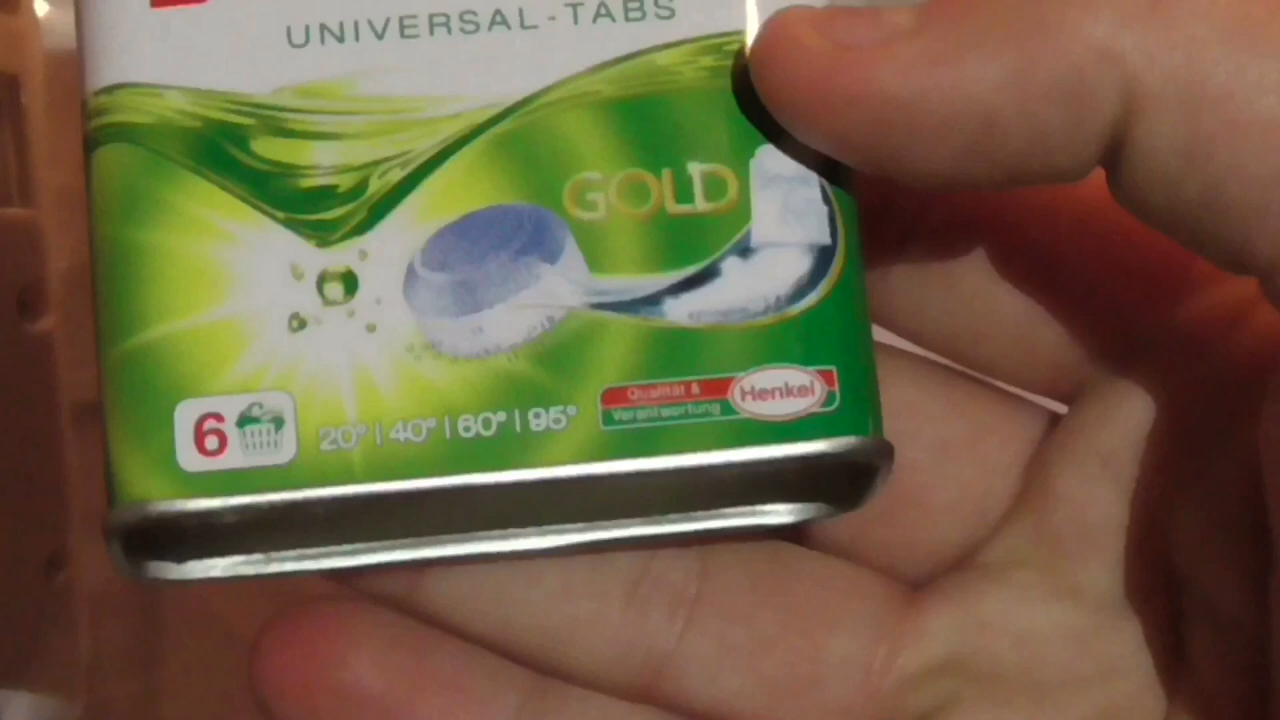 UNIVERSAL-TABS
GOLD
Qualität &
Verantwortung
Henkel
6
20° | 40° | 60° | 95°